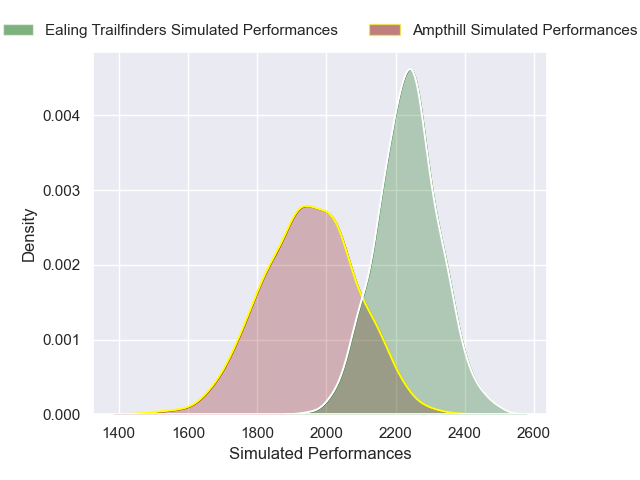 Ealing Trailfinders Simulated Performances Ampthill Simulated Performances
0.004
0.003
0.002
0.001
0.000
Density
1400 1600 1800 2000 2200 2400 2600
Simulated Performances